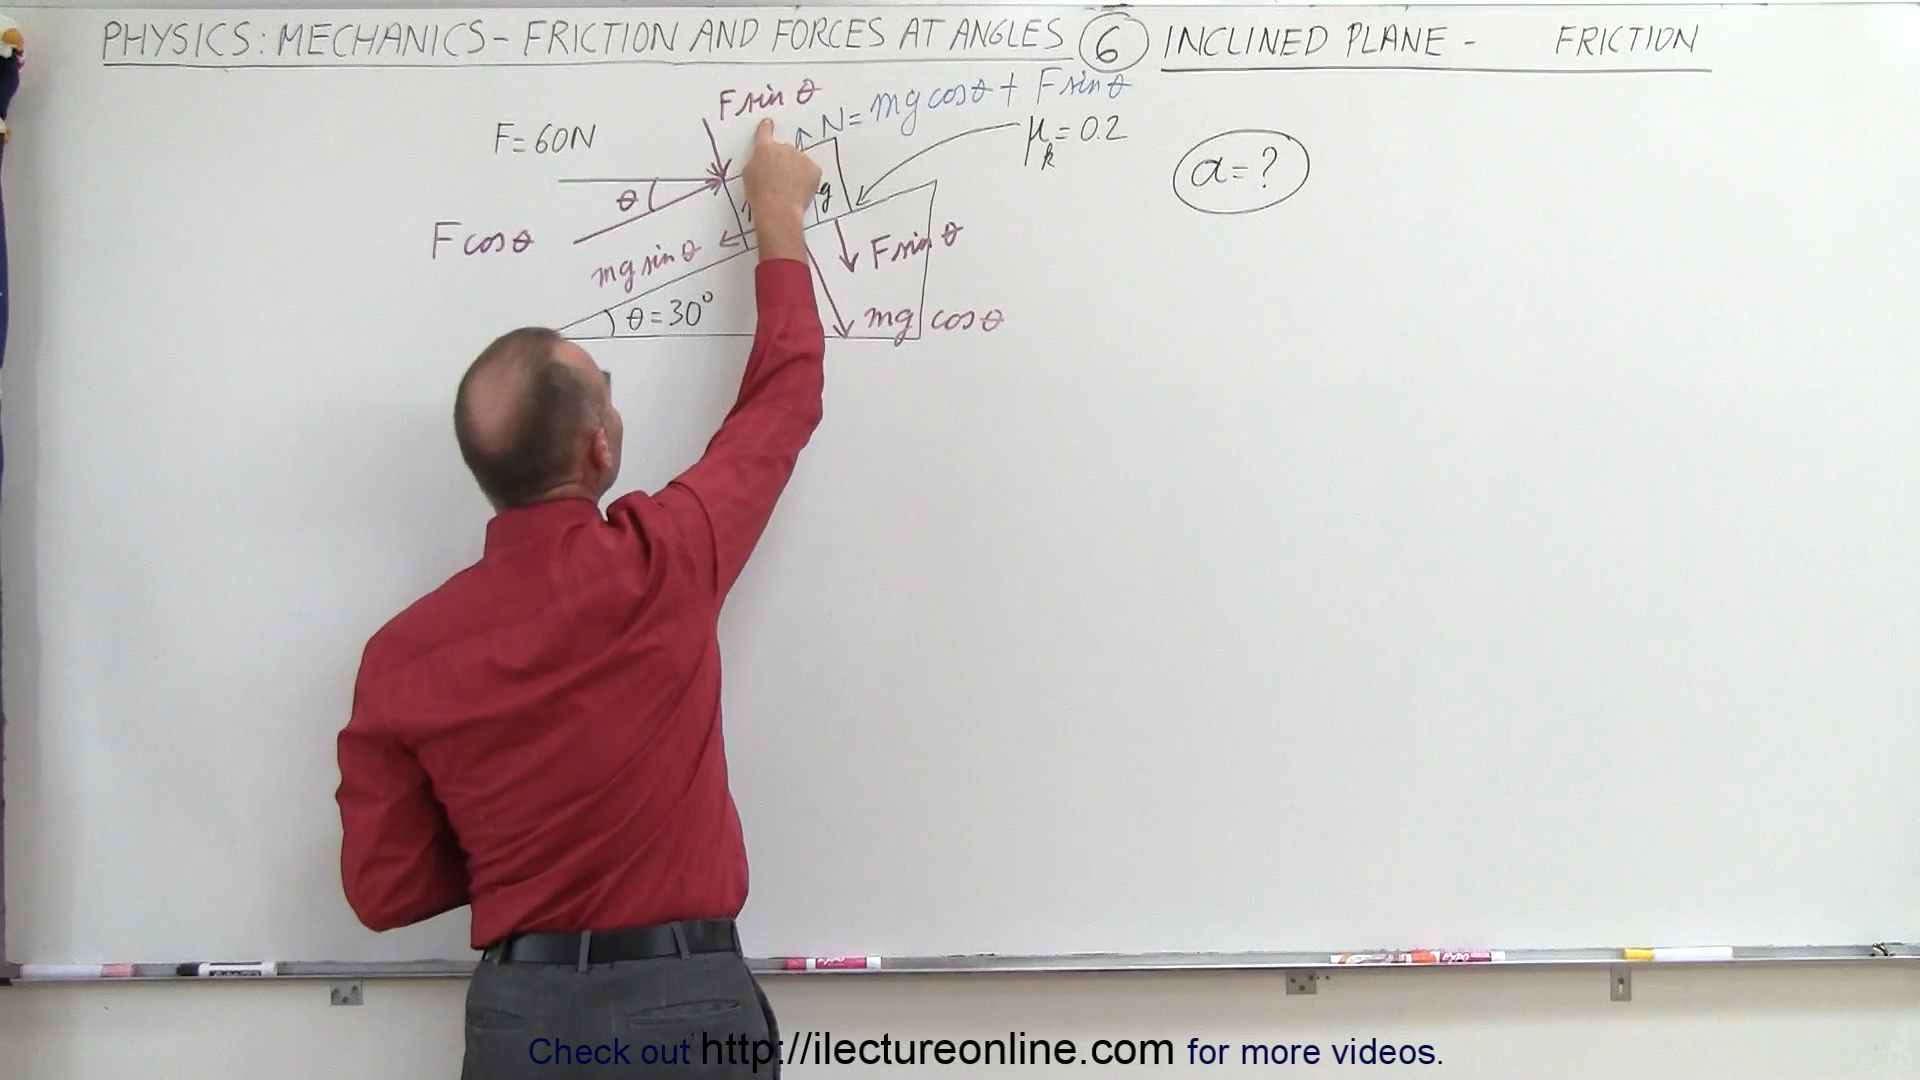 PHYSICS: MECHANICS - FRICTION AND FORCES AT ANGLES 6 INCLINED PLANE - FRICTION
F sin θ
N = mg cos θ + F sin θ
F = 60N
μk = 0.2
a = ?
θ
F cos θ
mg sin θ
F sin θ
θ = 30°
mg cos θ
Check out http://ilectureonline.com for more videos.